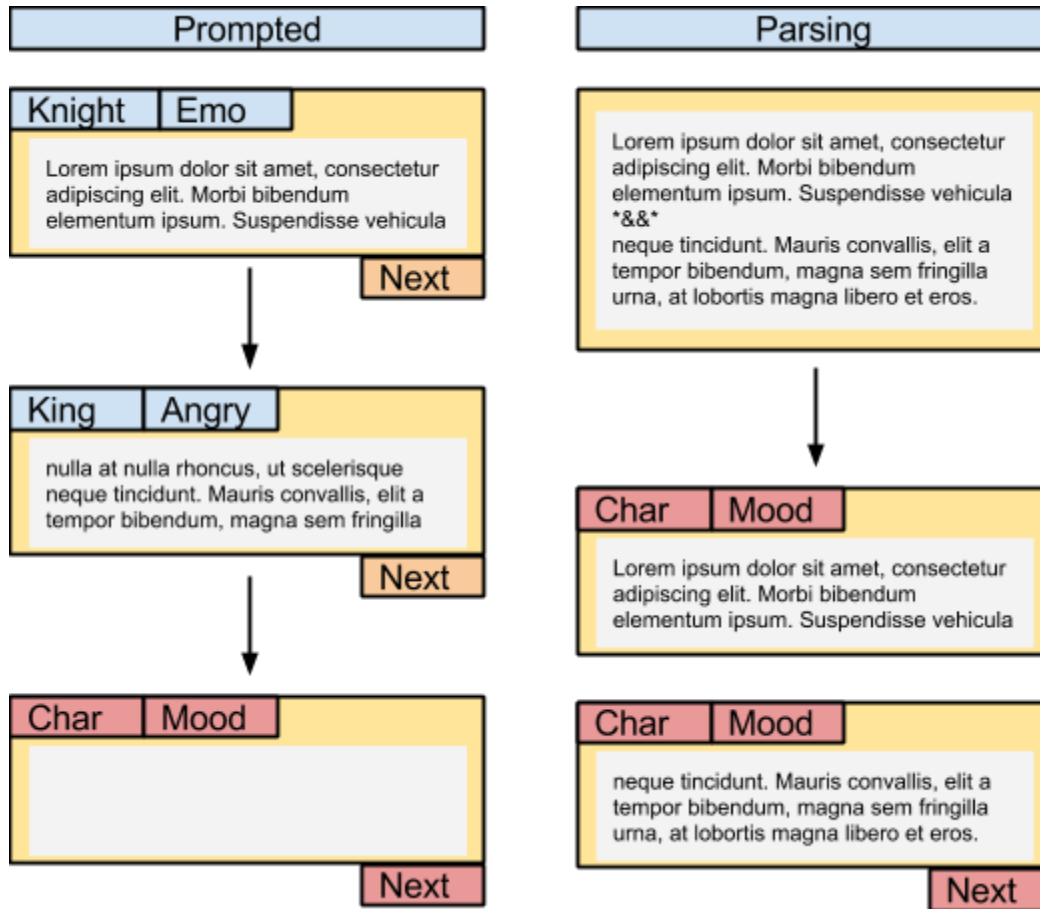 Prompted
Knight
Emo
Lorem ipsum dolor sit amet, consectetur
adipiscing elit. Morbi bibendum
elementum ipsum. Suspendisse vehicula
Next
King
Angry
nulla at nulla rhoncus, ut scelerisque
neque tincidunt. Mauris convallis, elit a
tempor bibendum, magna sem fringilla
Next
Char
Mood
Next
Parsing
Lorem ipsum dolor sit amet, consectetur
adipiscing elit. Morbi bibendum
elementum ipsum. Suspendisse vehicula
*&&*
neque tincidunt. Mauris convallis, elit a
tempor bibendum, magna sem fringilla
urna, at lobortis magna libero et eros.
Char
Mood
Lorem ipsum dolor sit amet, consectetur
adipiscing elit. Morbi bibendum
elementum ipsum. Suspendisse vehicula
Char
Mood
neque tincidunt. Mauris convallis, elit a
tempor bibendum, magna sem fringilla
urna, at lobortis magna libero et eros.
Next